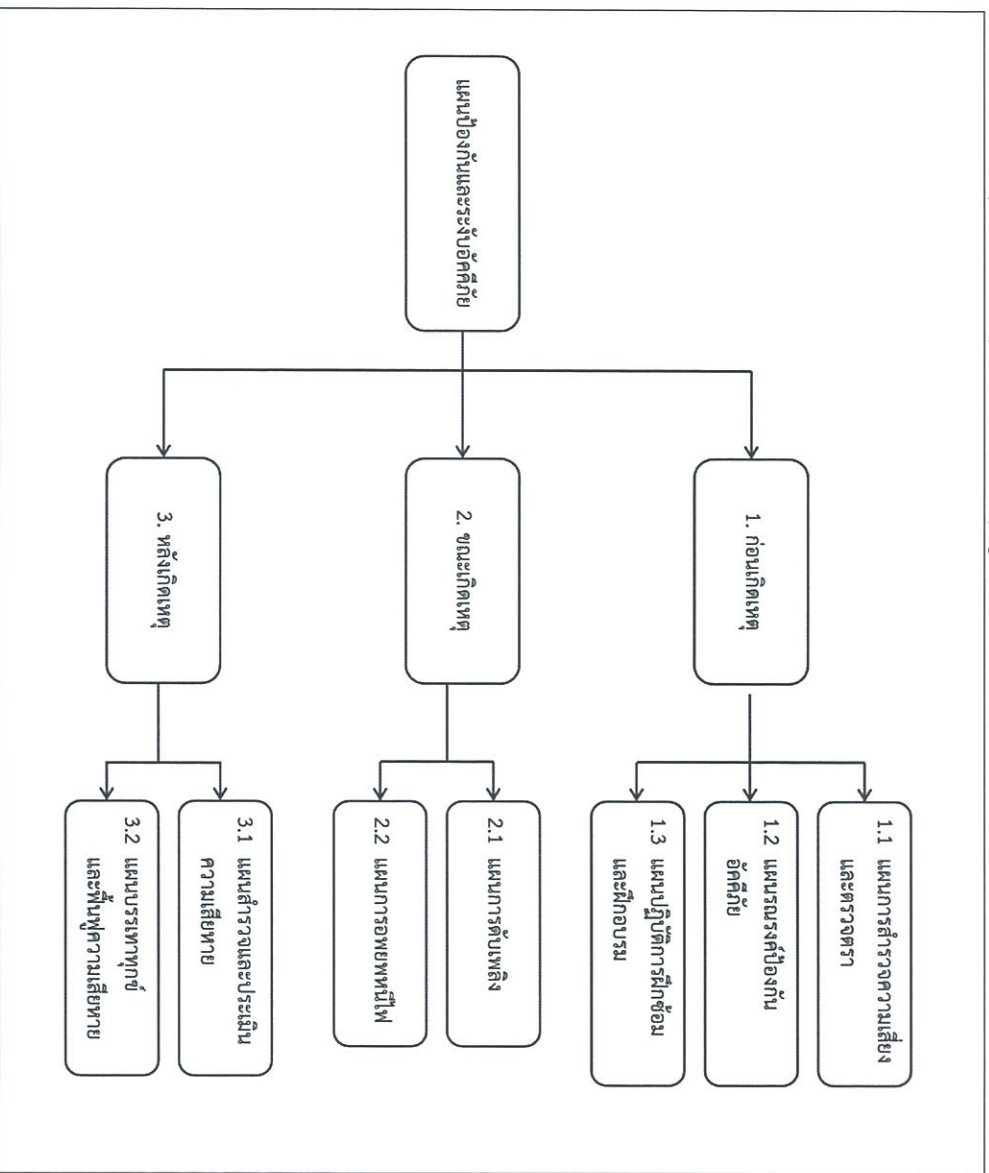 แผนป้องกันและระงับอัคคีภัย
1. ก่อนเกิดเหตุ
1.1 แผนการสำรวจความเสี่ยง
และตรวจตรา
1.2 แผนรณรงค์ป้องกัน
อัคคีภัย
1.3 แผนปฏิบัติการฝึกซ้อม
และฝึกอบรม
2. ขณะเกิดเหตุ
2.1 แผนการดับเพลิง
2.2 แผนการอพยพหนีไฟ
3. หลังเกิดเหตุ
3.1 แผนสำรวจและประเมิน
ความเสียหาย
3.2 แผนบรรเทาทุกข์
และฟื้นฟูความเสียหาย